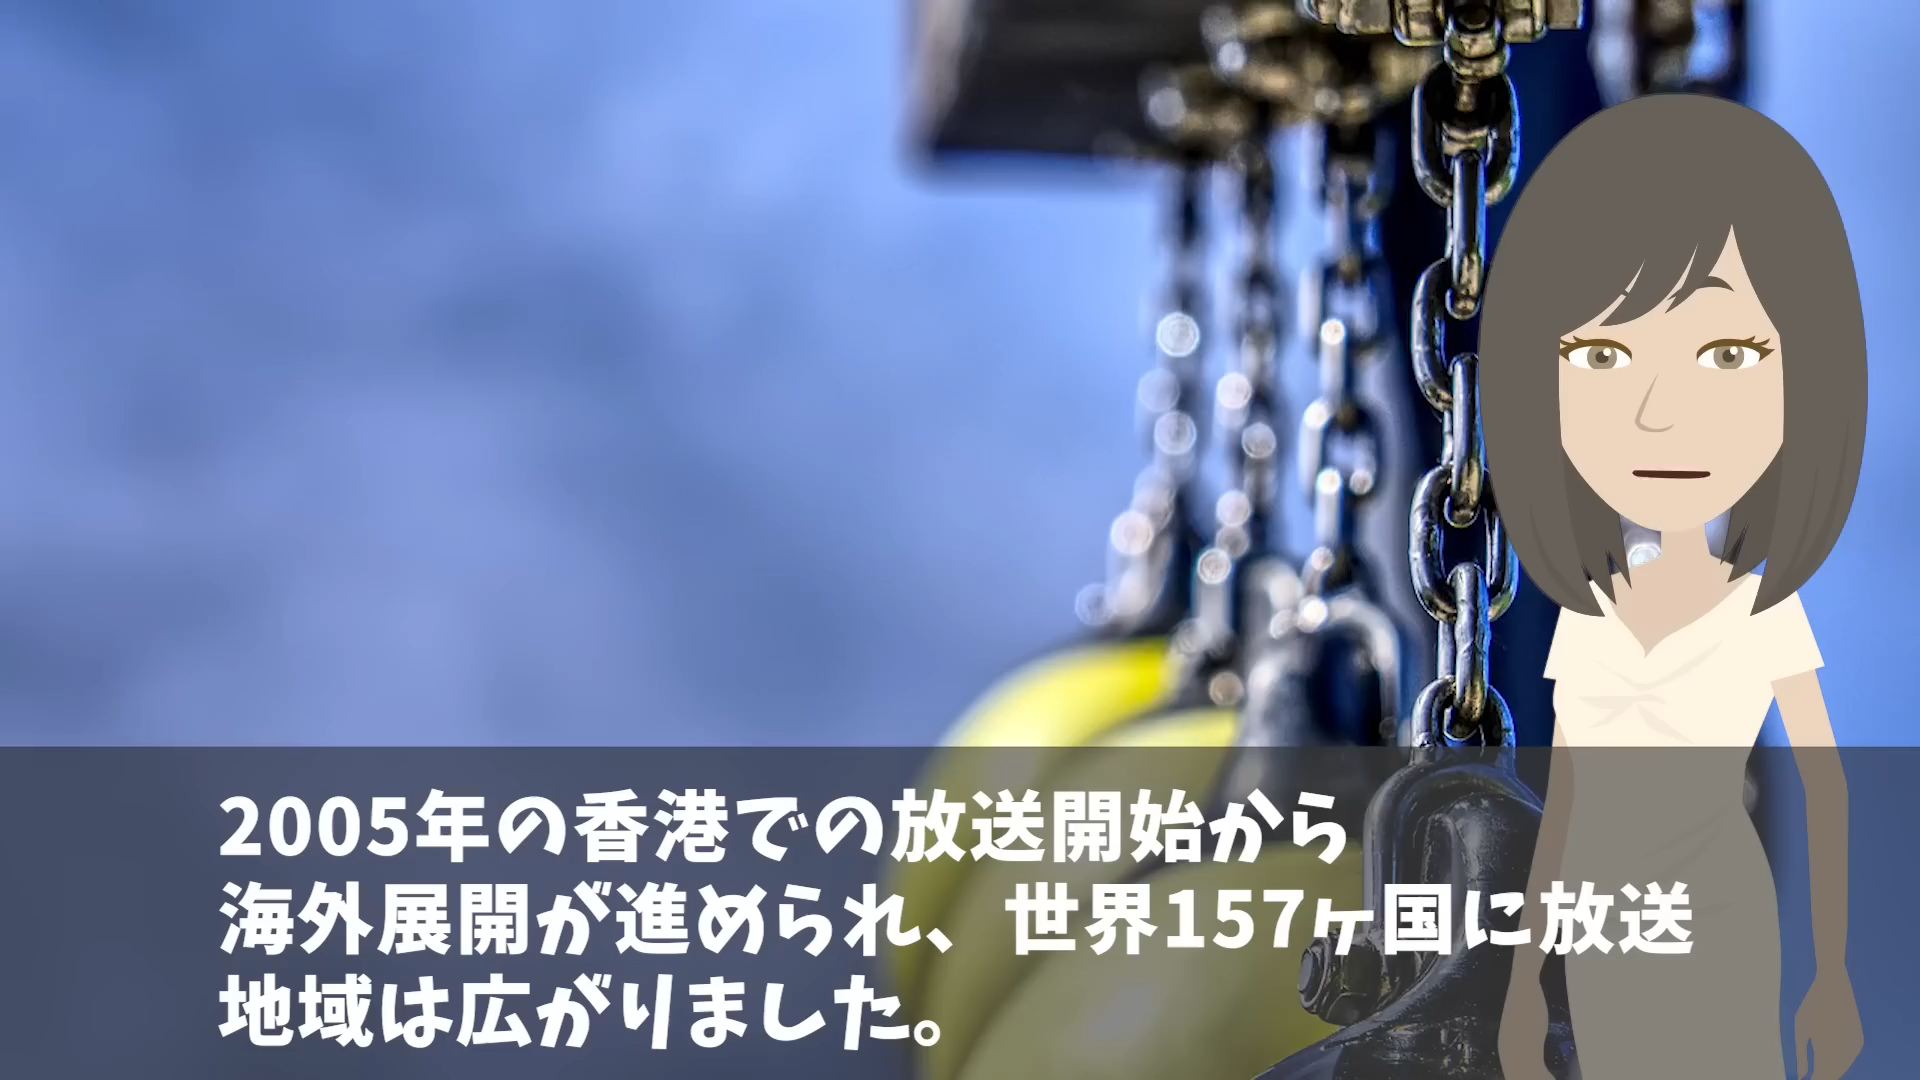 2005年の香港での放送開始から
海外展開が進められ、世界157ヶ国に放送
地域は広がりました。